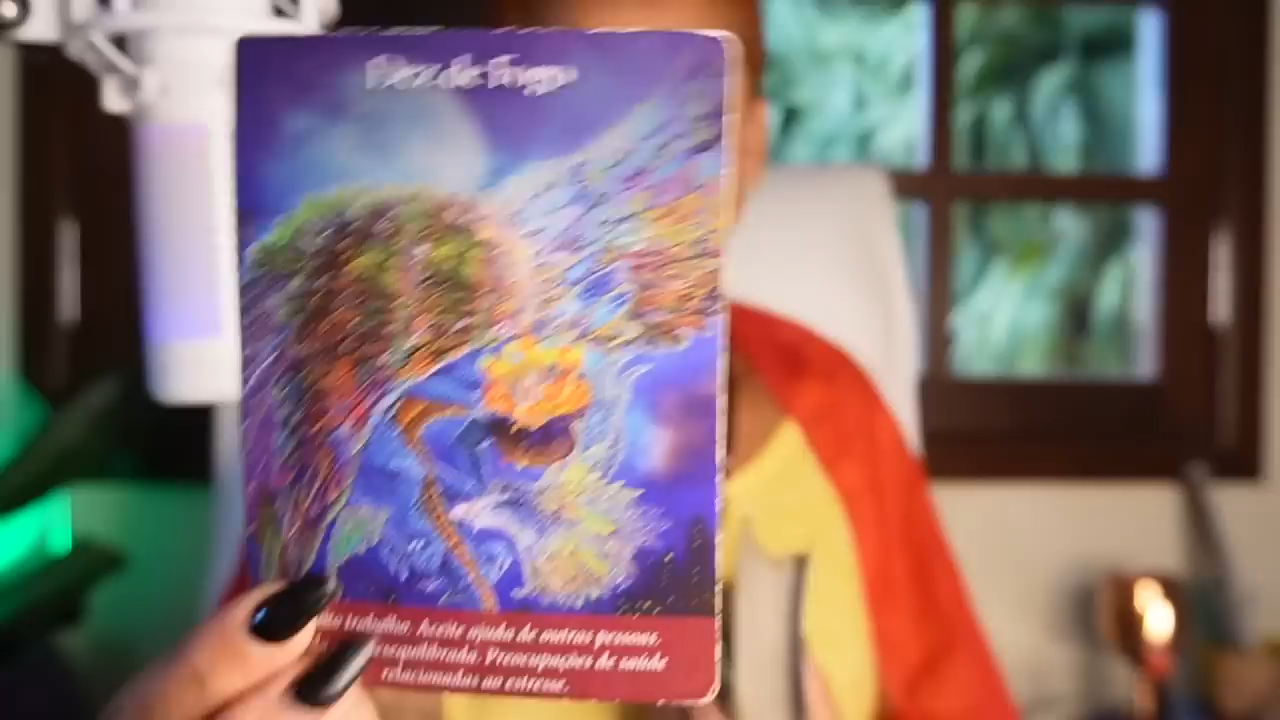 Dez de Fogo
trabalho. Aceite ajuda de outras pessoas.
desequilibrada. Preocupações de saúde
relacionadas ao estresse.